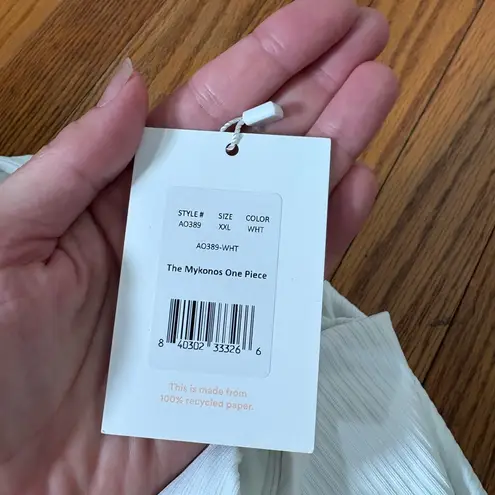 STYLE # SIZE COLOR
AO389 XXL WHT
AO389-WHT
The Mykonos One Piece
8 40302 33326 6
This is made from
100% recycled paper.